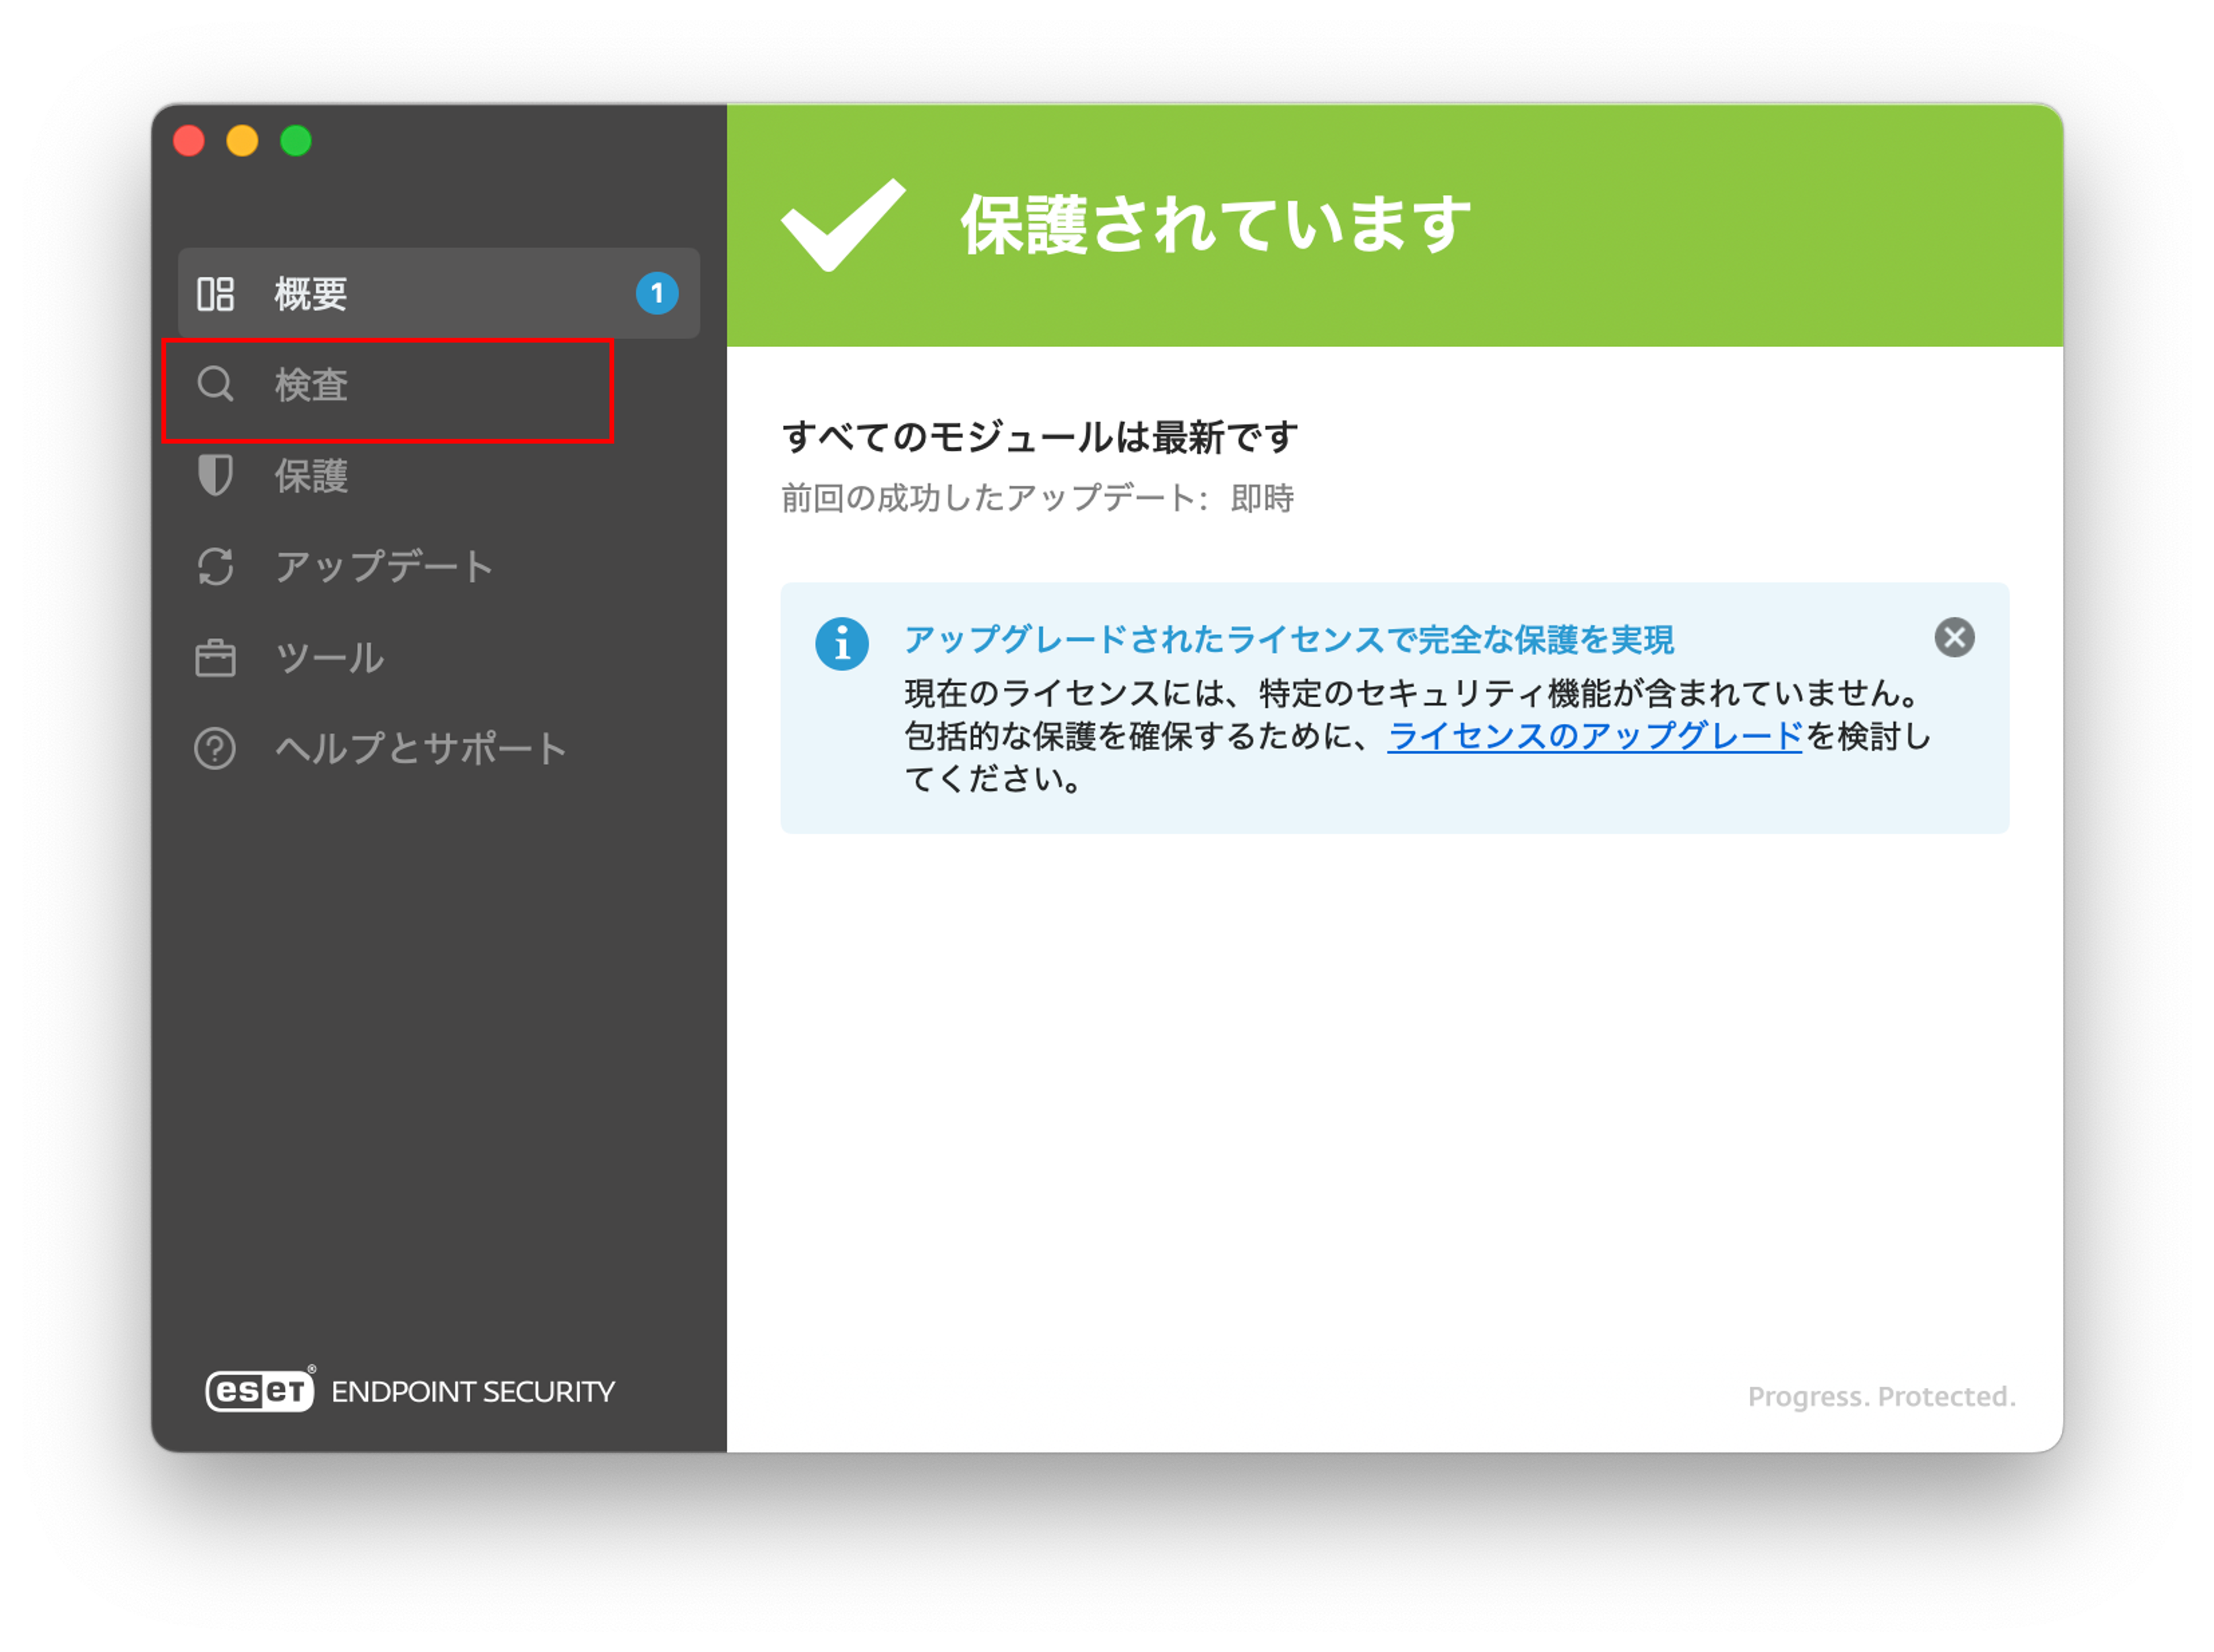 概要
1
検査
保護
アップデート
ツール
ヘルプとサポート
eset® ENDPOINT SECURITY
保護されています
すべてのモジュールは最新です
前回の成功したアップデート: 即時
アップグレードされたライセンスで完全な保護を実現
現在のライセンスには、特定のセキュリティ機能が含まれていません。
包括的な保護を確保するために、ライセンスのアップグレードを検討し
てください。
Progress. Protected.